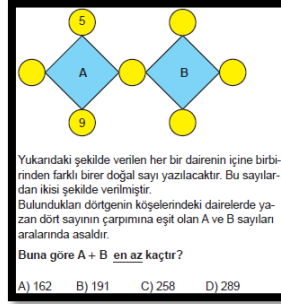 5
A
B
9
Yukarıdaki şekilde verilen her bir dairenin içine birbi-
rinden farklı birer doğal sayı yazılacaktır. Bu sayılar-
dan ikisi şekilde verilmiştir.
Bulundukları dörtgenin köşelerindeki dairelerde ya-
zan dört sayının çarpımına eşit olan A ve B sayıları
aralarında asaldır.
Buna göre A + B en az kaçtır?
A) 162 B) 191 C) 258 D) 289